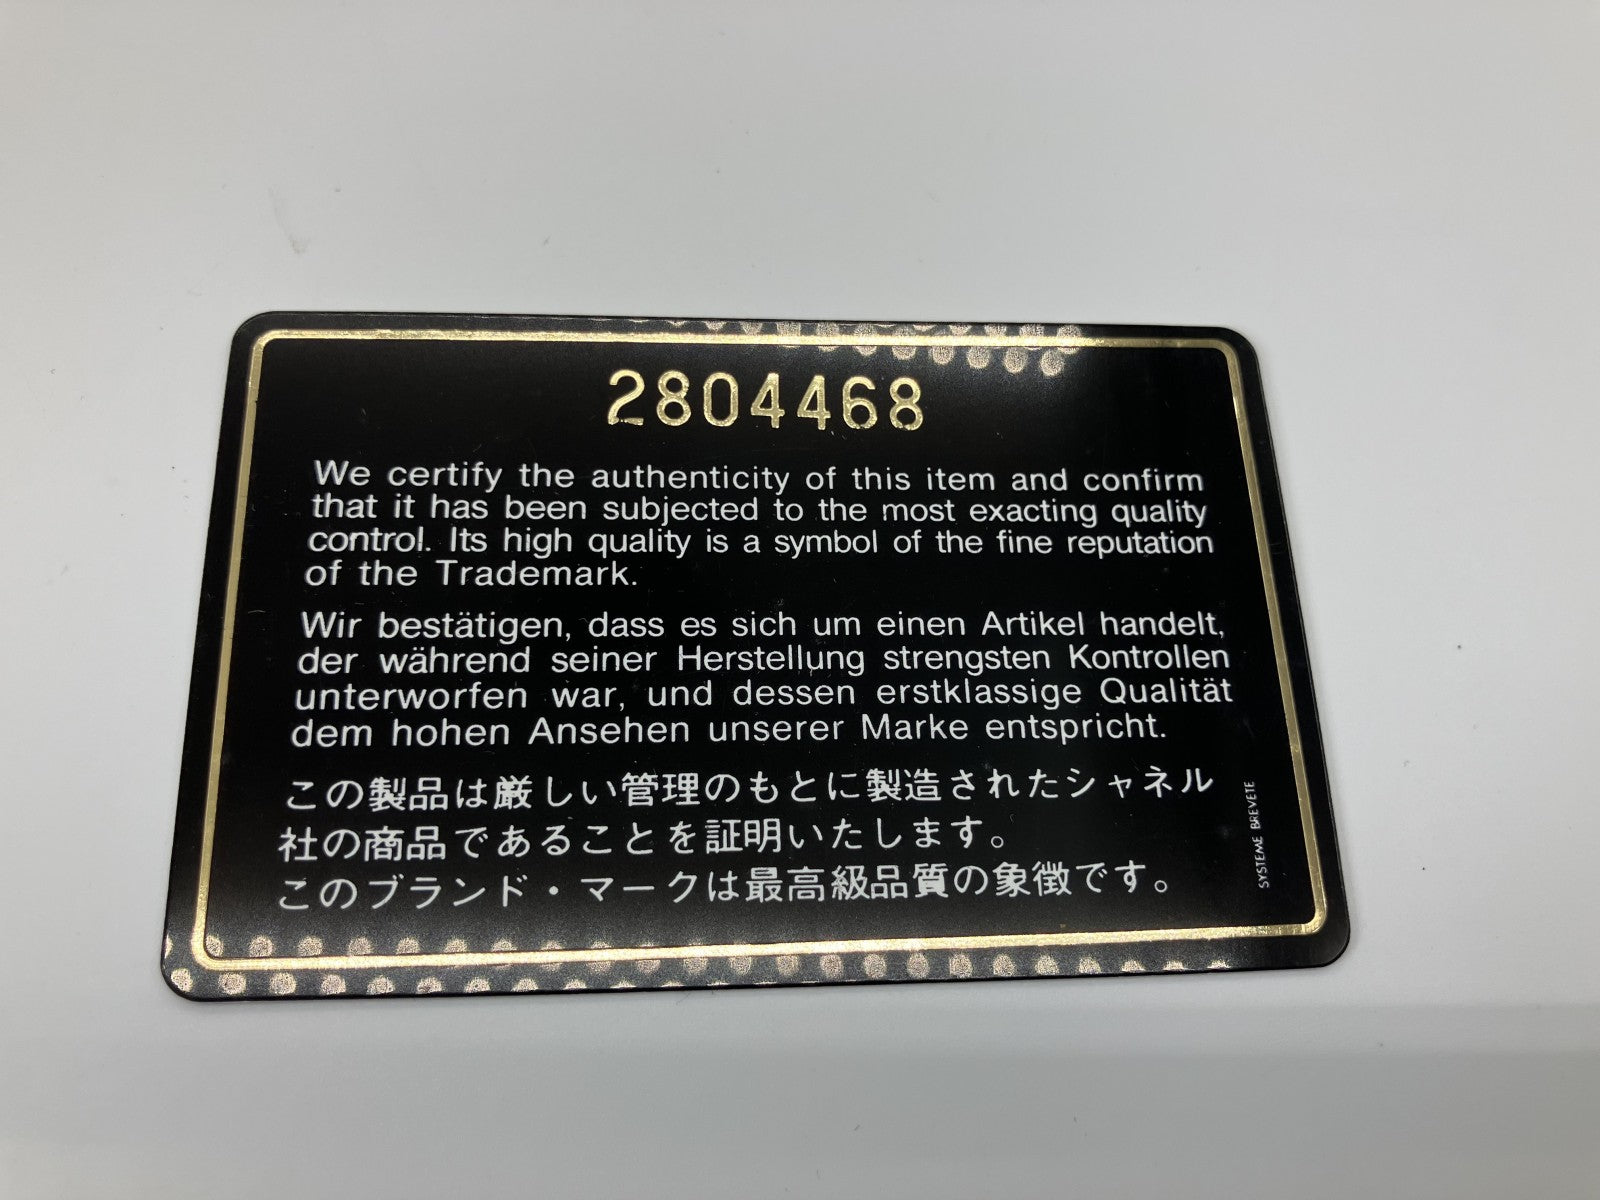 2804468
We certify the authenticity of this item and confirm
that it has been subjected to the most exacting quality
control. Its high quality is a symbol of the fine reputation
of the Trademark.
Wir bestätigen, dass es sich um einen Artikel handelt,
der während seiner Herstellung strengsten Kontrollen
unterworfen war, und dessen erstklassige Qualität
dem hohen Ansehen unserer Marke entspricht.
この製品は厳しい管理のもとに製造されたシャネル
社の商品であることを証明いたします。
このブランド・マークは最高級品質の象徴です。
SYSTEME BREVETE